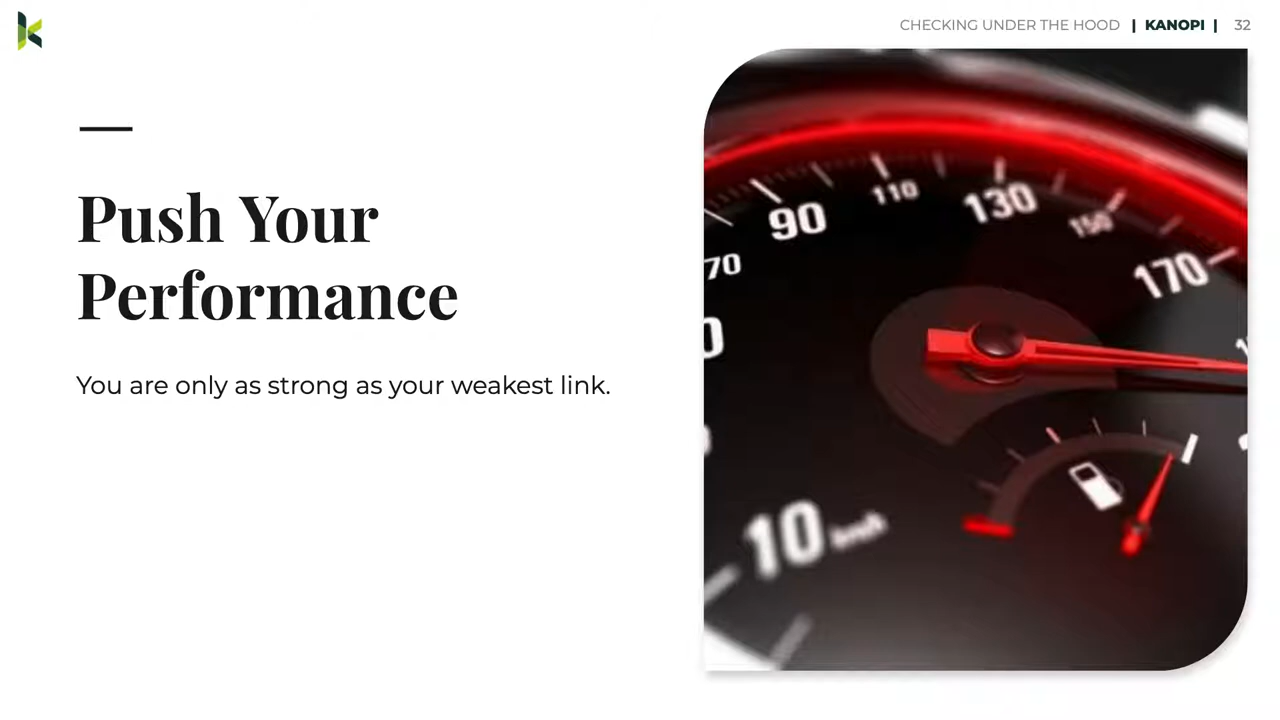 CHECKING UNDER THE HOOD | KANOPI | 32
Push Your
Performance
You are only as strong as your weakest link.
70
90
110
130
150
170
10 km/h